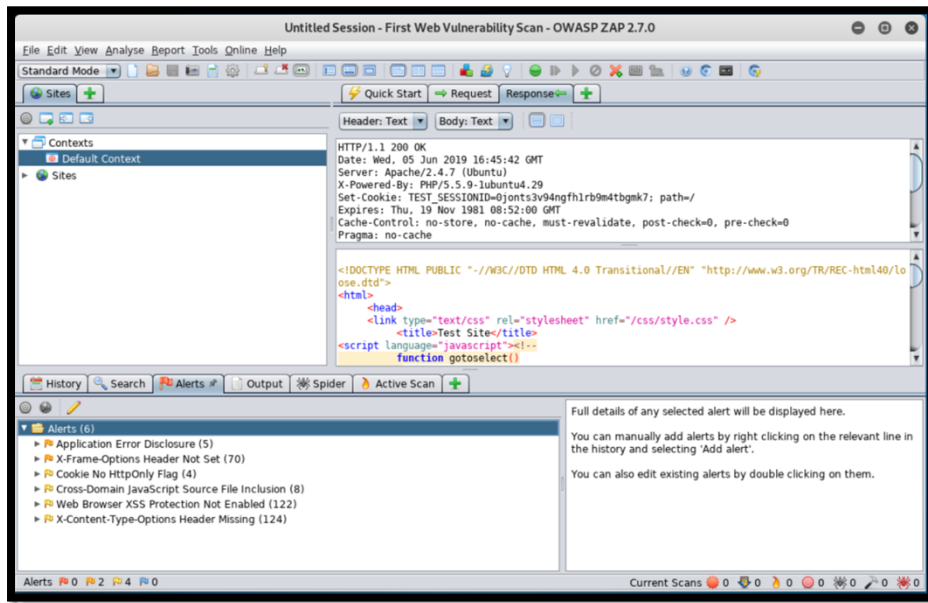 Untitled Session - First Web Vulnerability Scan - OWASP ZAP 2.7.0
File Edit View Analyse Report Tools Online Help
Standard Mode
Sites
Quick Start Request Response
Header: Text Body: Text
Contexts
Default Context
Sites
HTTP/1.1 200 OK
Date: Wed, 05 Jun 2019 16:45:42 GMT
Server: Apache/2.4.7 (Ubuntu)
X-Powered-By: PHP/5.5.9-1ubuntu4.29
Set-Cookie: TEST_SESSIONID=0jonts3v94ngfh1rb9m4tbgmk7; path=/
Expires: Thu, 19 Nov 1981 08:52:00 GMT
Cache-Control: no-store, no-cache, must-revalidate, post-check=0, pre-check=0
Pragma: no-cache
<!DOCTYPE HTML PUBLIC "-//W3C//DTD HTML 4.0 Transitional//EN" "http://www.w3.org/TR/REC-html40/lo
ose.dtd">
<html>
<head>
<link type="text/css" rel="stylesheet" href="/css/style.css" />
<title>Test Site</title>
<script language="javascript"><!--
function gotoselect()
History Search Alerts Output Spider Active Scan
Alerts (6)
Application Error Disclosure (5)
X-Frame-Options Header Not Set (70)
Cookie No HttpOnly Flag (4)
Cross-Domain JavaScript Source File Inclusion (8)
Web Browser XSS Protection Not Enabled (122)
X-Content-Type-Options Header Missing (124)
Full details of any selected alert will be displayed here.
You can manually add alerts by right clicking on the relevant line in
the history and selecting 'Add alert'.
You can also edit existing alerts by double clicking on them.
Alerts 0 2 4 0 Current Scans 0 0 0 0 0 0 0